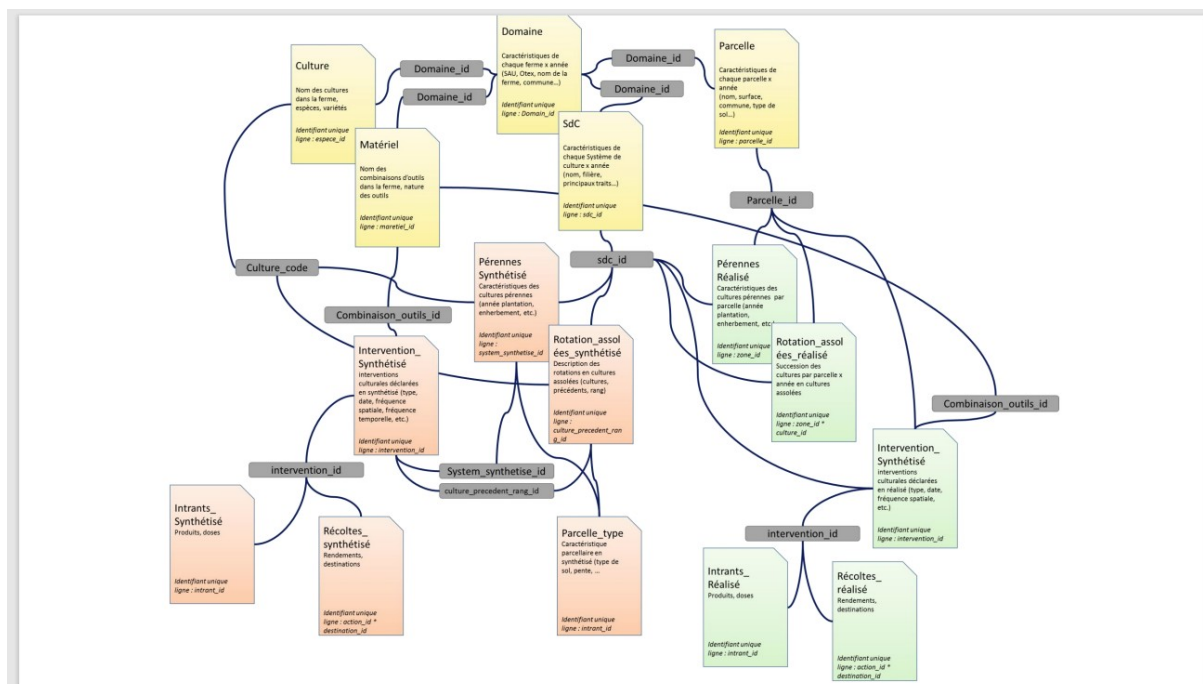 Domaine
Caractéristiques de
chaque ferme x année
(SAU, Otex, nom de la
ferme, commune…)
Identifiant unique
ligne : Domain_id
Culture
Nom des cultures
dans la ferme,
espèces, variétés
Identifiant unique
ligne : espece_id
Domaine_id
Domaine_id
Domaine_id
Domaine_id
Parcelle
Caractéristiques de
chaque parcelle x
année
(nom, surface,
commune, type de
sol…)
Identifiant unique
ligne : parcelle_id
Matériel
Nom des
combinaisons d'outils
dans la ferme, nature
des outils
Identifiant unique
ligne : maretiel_id
SdC
Caractéristiques de
chaque Système de
culture x année
(nom, filière,
principaux traits…)
Identifiant unique
ligne : sdc_id
Parcelle_id
Culture_code
sdc_id
Combinaison_outils_id
Pérennes
Synthétisé
Caractéristiques des
cultures pérennes
(année plantation,
enherbement, etc.)
Identifiant unique
ligne :
system_synthetise_id
Pérennes
Réalisé
Caractéristiques des
cultures pérennes par
parcelle (année
plantation,
enherbement, etc.)
Identifiant unique
ligne : zone_id
Intervention_
Synthétisé
interventions
culturales déclarées
en synthétisé (type,
date, fréquence
spatiale, fréquence
temporelle, etc.)
Identifiant unique
ligne : intervention_id
Rotation_assol
ées_synthétisé
Description des
rotations en cultures
assolées (cultures,
précédents, rang)
Identifiant unique
ligne :
culture_precedent_ran
g_id
Rotation_assol
ées_réalisé
Succession des
cultures par parcelle x
année en cultures
assolées
Identifiant unique
ligne : zone_id *
culture_id
Combinaison_outils_id
Intervention_
Synthétisé
interventions
culturales déclarées
en réalisé (type, date,
fréquence spatiale,
etc.)
Identifiant unique
ligne : intervention_id
intervention_id
System_synthetise_id
culture_precedent_rang_id
Intrants_
Synthétisé
Produits, doses
Identifiant unique
ligne : intrant_id
Récoltes_
synthétisé
Rendements,
destinations
Identifiant unique
ligne : action_id *
destination_id
Parcelle_type
Caractéristique
parcellaire en
synthétisé (type de
sol, pente, …
Identifiant unique
ligne : intrant_id
intervention_id
Intrants_
Réalisé
Produits, doses
Identifiant unique
ligne : intrant_id
Récoltes_
réalisé
Rendements,
destinations
Identifiant unique
ligne : action_id *
destination_id